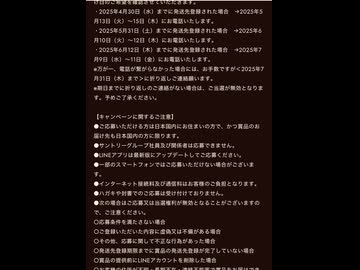 け日のご希望を確認させていただきます。
・2025年4月30日（水）までに発送先登録された場合　→2025年5
月13日（火）～15日（木）にお電話いたします。
・2025年5月31日（土）までに発送先登録された場合　→2025年6
月10日（火）～12日（木）にお電話いたします。
・2025年6月12日（木）までに発送先登録された場合　→2025年7
月9日（水）～11日（金）にお電話いたします。
※万が一、電話が繋がらなかった場合には、お手数ですがく2025年7
月31日（木）まで＞に折り返しご連絡願います。
※期日までに折り返しのご連絡がない場合は、ご当選が無効となりま
す。予めご了承ください。
【キャンペーンに関するご注意】
●ご応募いただける方は日本国内にお住まいの方で、かつ賞品のお
届け先も日本国内の方に限ります。
●サントリーグループ社員及び関係者は応募できません。
●LINEアプリは最新版にアップデートしてご応募ください。
●一部のスマートフォンではご応募いただけない場合がございま
す。
●インターネット接続料及び通信料はお客様のご負担となります。
●ハガキや封書でのご応募は受け付けておりません。
●次の場合はご応募又は当選権利が無効となることがございますの
で、ご注意ください。
○応募条件を満たさない場合
○ご登録いただいた内容に虚偽又は不備がある場合
○その他、応募に関して不正な行為があった場合
○発送先登録期限までに賞品の発送先登録が完了していない場合
○賞品の提供前にLINEアカウントを削除した場合